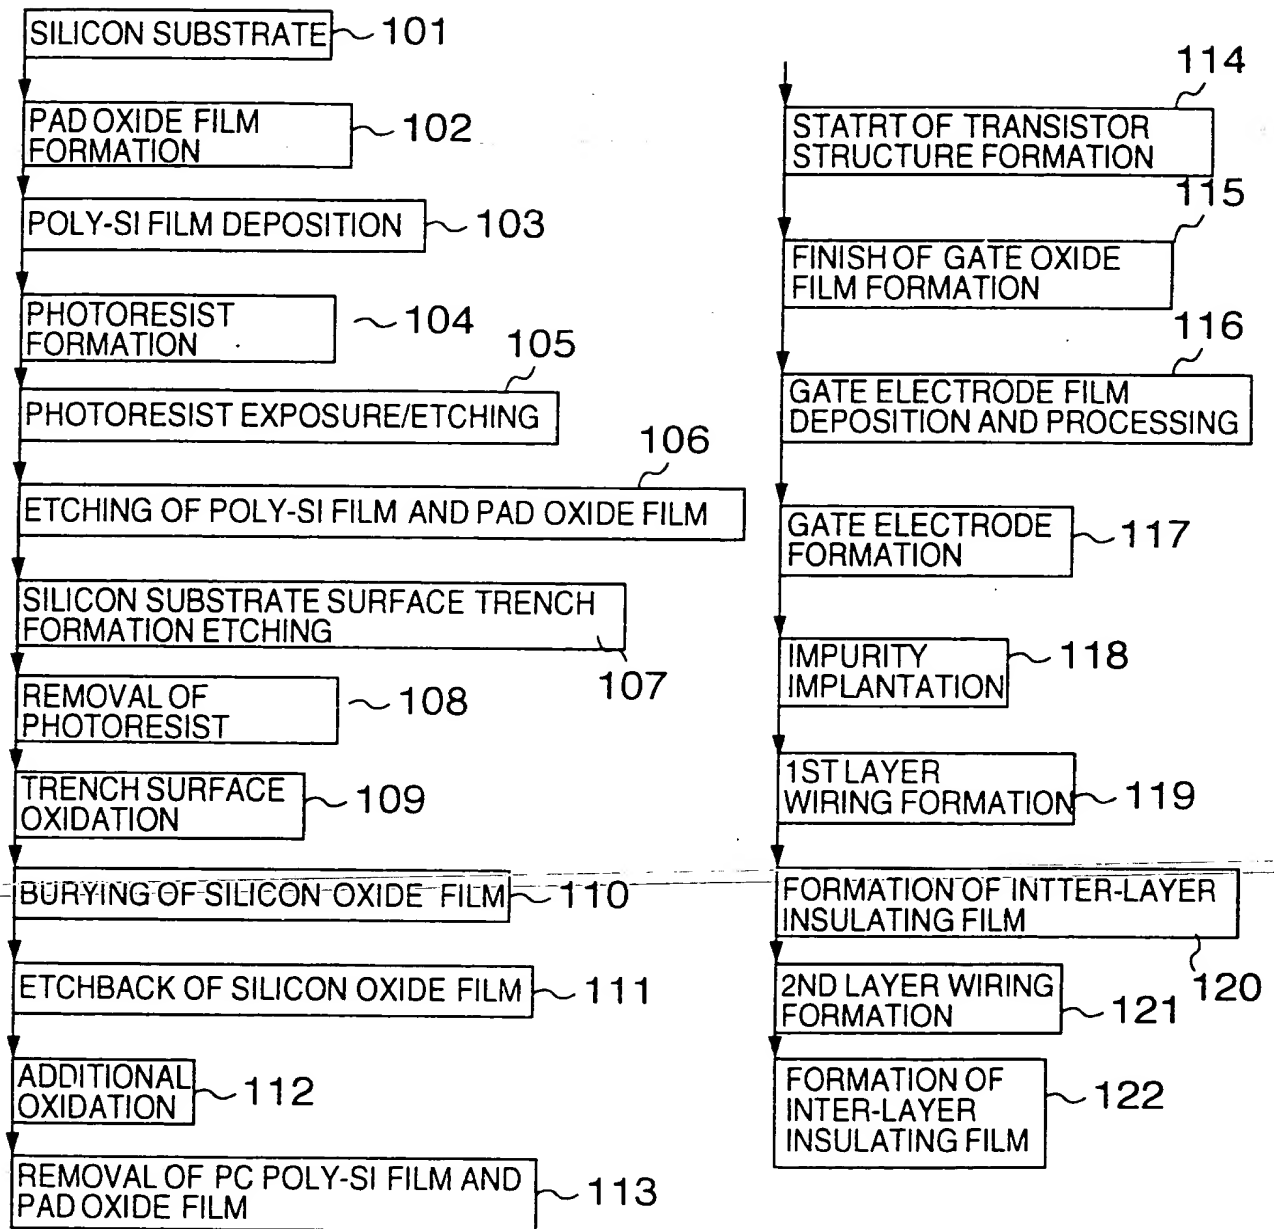 SILICON SUBSTRATE
101
PAD OXIDE FILM
FORMATION
102
POLY-SI FILM DEPOSITION
103
PHOTORESIST
FORMATION
104
105
PHOTORESIST EXPOSURE/ETCHING
106
ETCHING OF POLY-SI FILM AND PAD OXIDE FILM
SILICON SUBSTRATE SURFACE TRENCH
FORMATION ETCHING
107
REMOVAL OF
PHOTORESIST
108
TRENCH SURFACE
OXIDATION
109
BURYING OF SILICON OXIDE FILM
110
ETCHBACK OF SILICON OXIDE FILM
111
ADDITIONAL
OXIDATION
112
REMOVAL OF PC POLY-SI FILM AND
PAD OXIDE FILM
113
114
STATRT OF TRANSISTOR
STRUCTURE FORMATION
115
FINISH OF GATE OXIDE
FILM FORMATION
116
GATE ELECTRODE FILM
DEPOSITION AND PROCESSING
GATE ELECTRODE
FORMATION
117
IMPURITY
IMPLANTATION
118
1ST LAYER
WIRING FORMATION
119
FORMATION OF INTTER-LAYER
INSULATING FILM
120
2ND LAYER WIRING
FORMATION
121
FORMATION OF
INTER-LAYER
INSULATING FILM
122